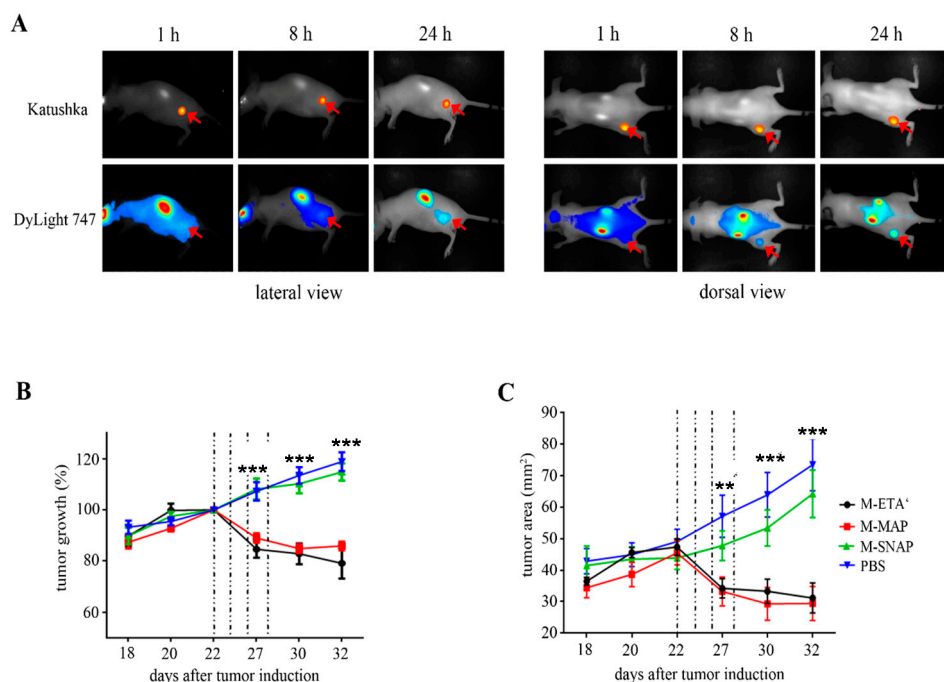 A
1 h 8 h 24 h 1 h 8 h 24 h
Katushka
DyLight 747
lateral view dorsal view
B
tumor growth (%)
120
100
80
60
*** *** ***
18 20 22 27 30 32
days after tumor induction
C
tumor area (mm²)
90
80
70
60
50
40
30
20
** *** ***
18 20 22 27 30 32
days after tumor induction
M-ETA‘
M-MAP
M-SNAP
PBS